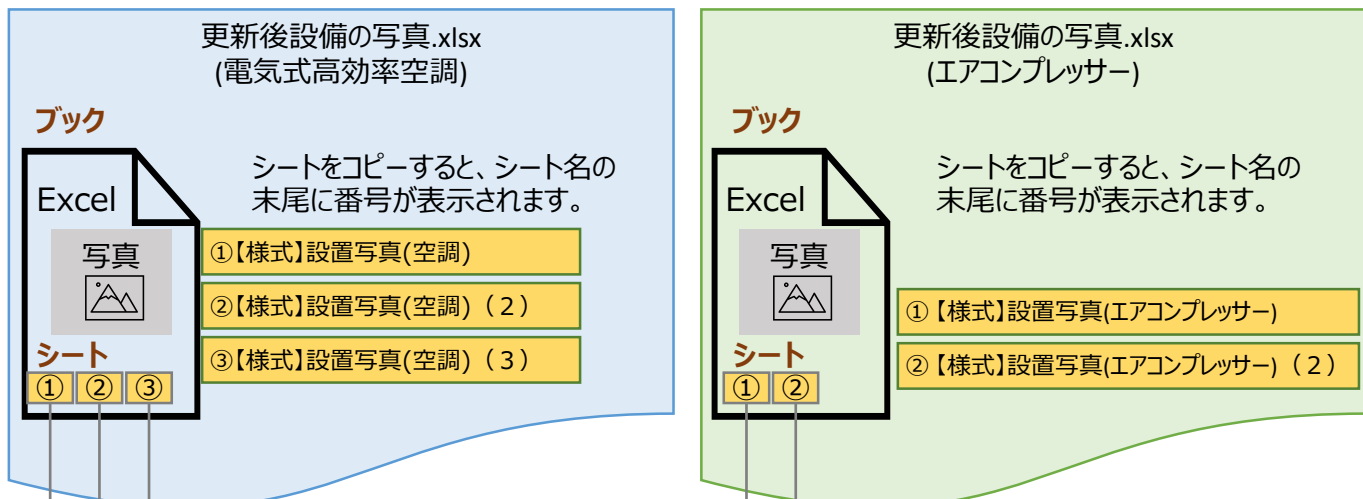 更新後設備の写真.xlsx
(電気式高効率空調)
ブック
シートをコピーすると、シート名の
末尾に番号が表示されます。
Excel
写真
①【様式】設置写真(空調)
②【様式】設置写真(空調)（２）
③【様式】設置写真(空調)（３）
シート
① ② ③
更新後設備の写真.xlsx
(エアコンプレッサー)
ブック
シートをコピーすると、シート名の
末尾に番号が表示されます。
Excel
写真
①【様式】設置写真(エアコンプレッサー)
②【様式】設置写真(エアコンプレッサー)（２）
シート
① ②